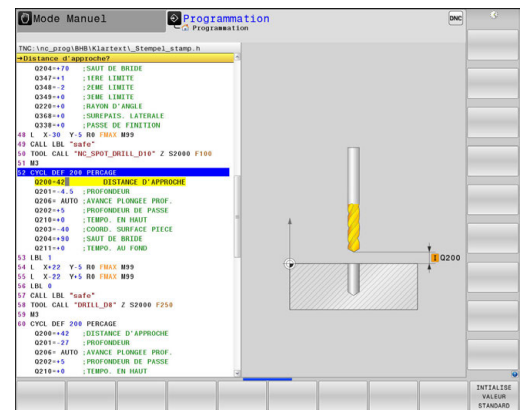 Mode Manuel
Programmation
Programmation
DNC
TNC:\nc_prog\BHB\Klartext\_Stempel_stamp.h
→Distance d'approche?
Q204=+70 ;SAUT DE BRIDE
Q347=+1 ;1ERE LIMITE
Q348=-2 ;2EME LIMITE
Q349=+0 ;3EME LIMITE
Q220=+0 ;RAYON D'ANGLE
Q368=+0 ;SUREPAIS. LATERALE
Q338=+0 ;PASSE DE FINITION
48 L X-30 Y-5 R0 FMAX M99
49 CALL LBL "safe"
50 TOOL CALL "NC_SPOT_DRILL_D10" Z S2000 F100
51 M3
52 CYCL DEF 200 PERCAGE
Q200=42 DISTANCE D'APPROCHE
Q201=-4.5 ;PROFONDEUR
Q206= AUTO ;AVANCE PLONGEE PROF.
Q202=+5 ;PROFONDEUR DE PASSE
Q210=+0 ;TEMPO. EN HAUT
Q203=-40 ;COORD. SURFACE PIECE
Q204=+90 ;SAUT DE BRIDE
Q211=+0 ;TEMPO. AU FOND
53 LBL 1
54 L X+22 Y-5 R0 FMAX M99
55 L X-22 Y+5 R0 FMAX M99
56 LBL 0
57 CALL LBL "safe"
58 TOOL CALL "DRILL_D8" Z S2000 F250
59 M3
60 CYCL DEF 200 PERCAGE
Q200=+42 ;DISTANCE D'APPROCHE
Q201=-27 ;PROFONDEUR
Q206= AUTO ;AVANCE PLONGEE PROF.
Q202=+5 ;PROFONDEUR DE PASSE
Q210=+0 ;TEMPO. EN HAUT
I Q200
INTIALISE
VALEUR
STANDARD